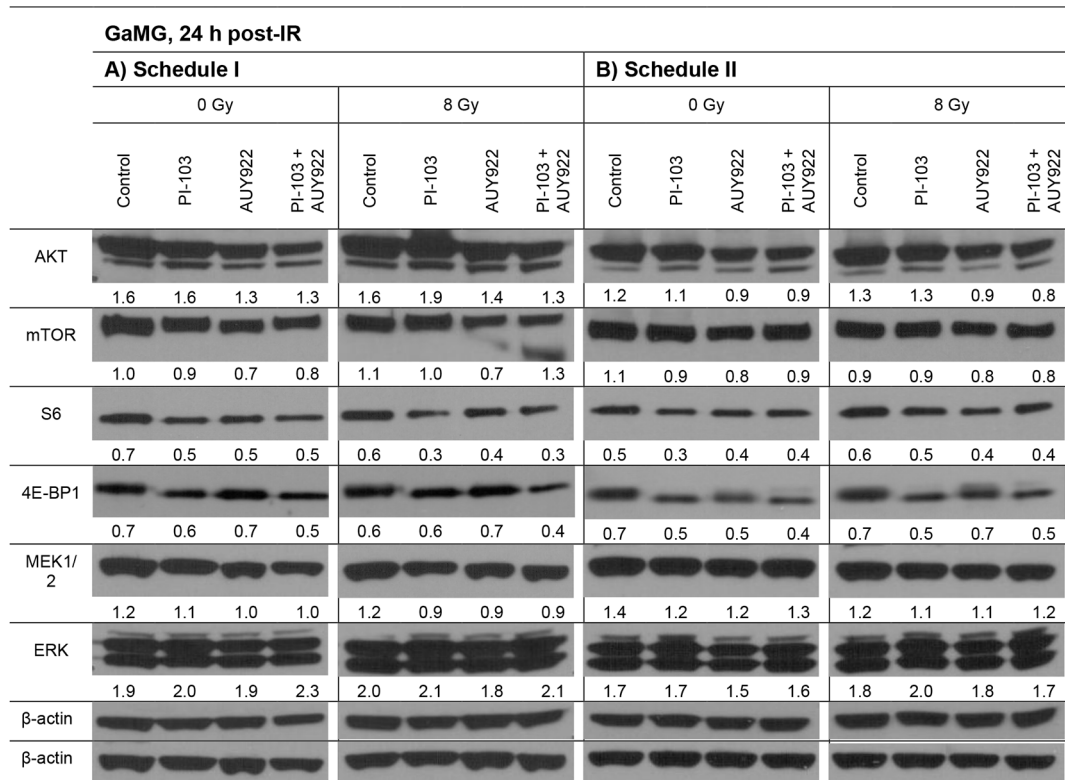 GaMG, 24 h post-IR
A) Schedule I B) Schedule II
0 Gy 8 Gy 0 Gy 8 Gy
Control PI-103 AUY922 PI-103 + AUY922 Control PI-103 AUY922 PI-103 + AUY922 Control PI-103 AUY922 PI-103 + AUY922 Control PI-103 AUY922 PI-103 + AUY922
AKT
1.6 1.6 1.3 1.3 1.6 1.9 1.4 1.3 1.2 1.1 0.9 0.9 1.3 1.3 0.9 0.8
mTOR
1.0 0.9 0.7 0.8 1.1 1.0 0.7 1.3 1.1 0.9 0.8 0.9 0.9 0.9 0.8 0.8
S6
0.7 0.5 0.5 0.5 0.6 0.3 0.4 0.3 0.5 0.3 0.4 0.4 0.6 0.5 0.4 0.4
4E-BP1
0.7 0.6 0.7 0.5 0.6 0.6 0.7 0.4 0.7 0.5 0.5 0.4 0.7 0.5 0.7 0.5
MEK1/
2
1.2 1.1 1.0 1.0 1.2 0.9 0.9 0.9 1.4 1.2 1.2 1.3 1.2 1.1 1.1 1.2
ERK
1.9 2.0 1.9 2.3 2.0 2.1 1.8 2.1 1.7 1.7 1.5 1.6 1.8 2.0 1.8 1.7
β-actin
β-actin